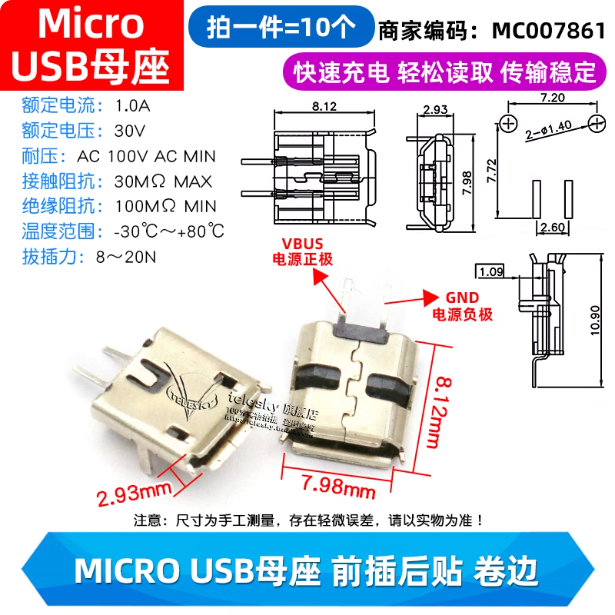 Micro
USB母座
拍一件=10个
商家编码：MC007861
快速充电 轻松读取 传输稳定
额定电流：1.0A
额定电压：30V
耐压：AC 100V AC MIN
接触阻抗：30MΩ MAX
绝缘阻抗：100MΩ MIN
温度范围：-30℃～+80℃
拔插力：8～20N
8.12
2.93
7.98
7.20
2-ø1.40
7.72
2.60
1.09
10.90
VBUS
电源正极
GND
电源负极
TELESKY
telesky 旗舰店
2.93mm
7.98mm
8.12mm
注意：尺寸为手工测量，存在轻微误差，请以实物为准！
MICRO USB母座 前插后贴 卷边